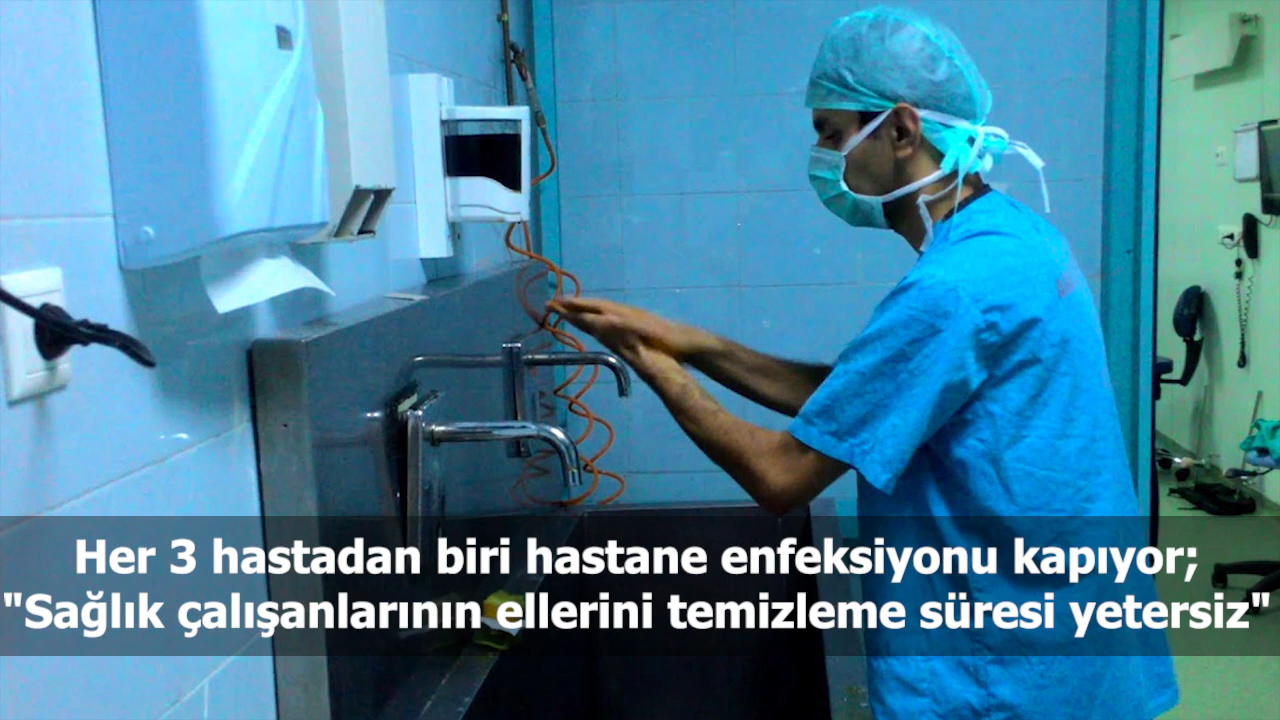 Her 3 hastadan biri hastane enfeksiyonu kapıyor;
"Sağlık çalışanlarının ellerini temizleme süresi yetersiz"